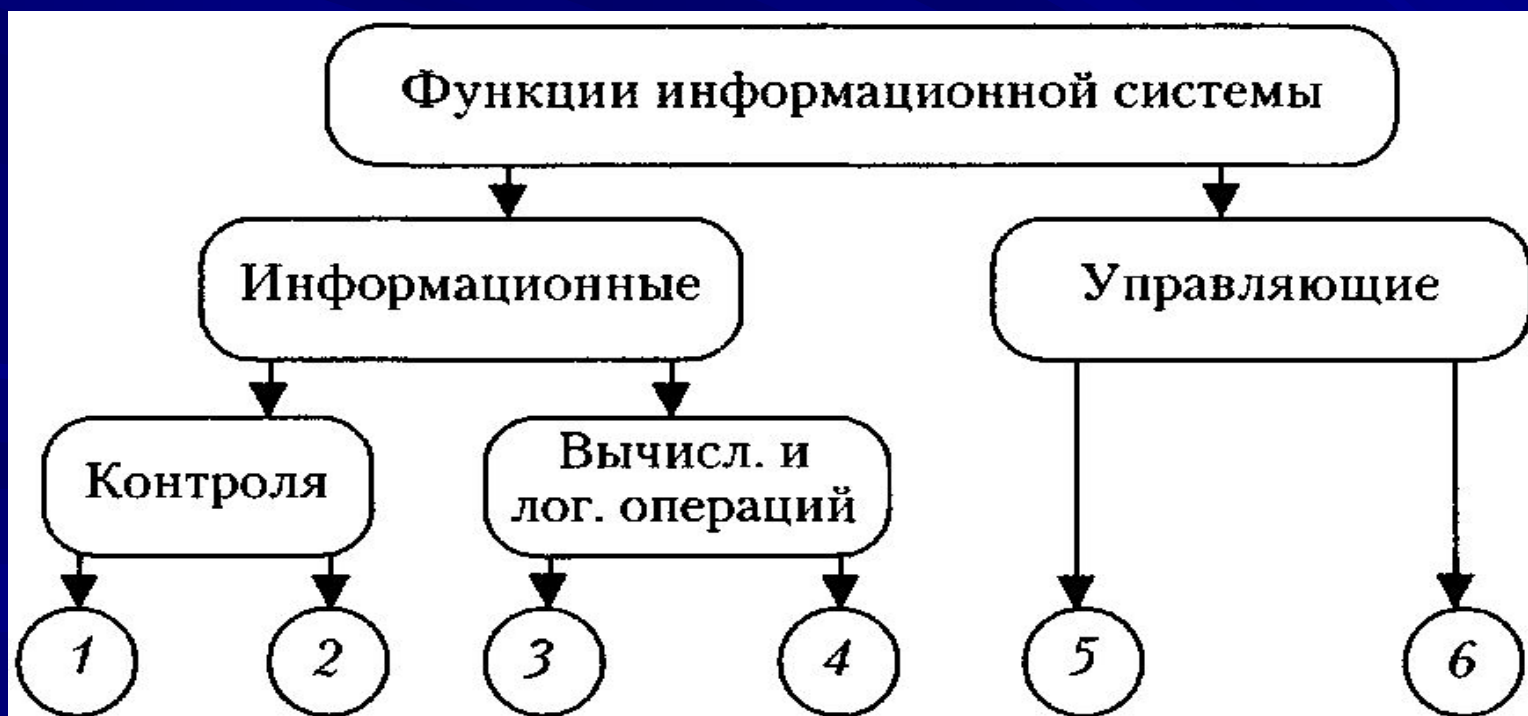 Функции информационной системы
Информационные
Управляющие
Контроля
Вычисл. и
лог. операций
1
2
3
4
5
6